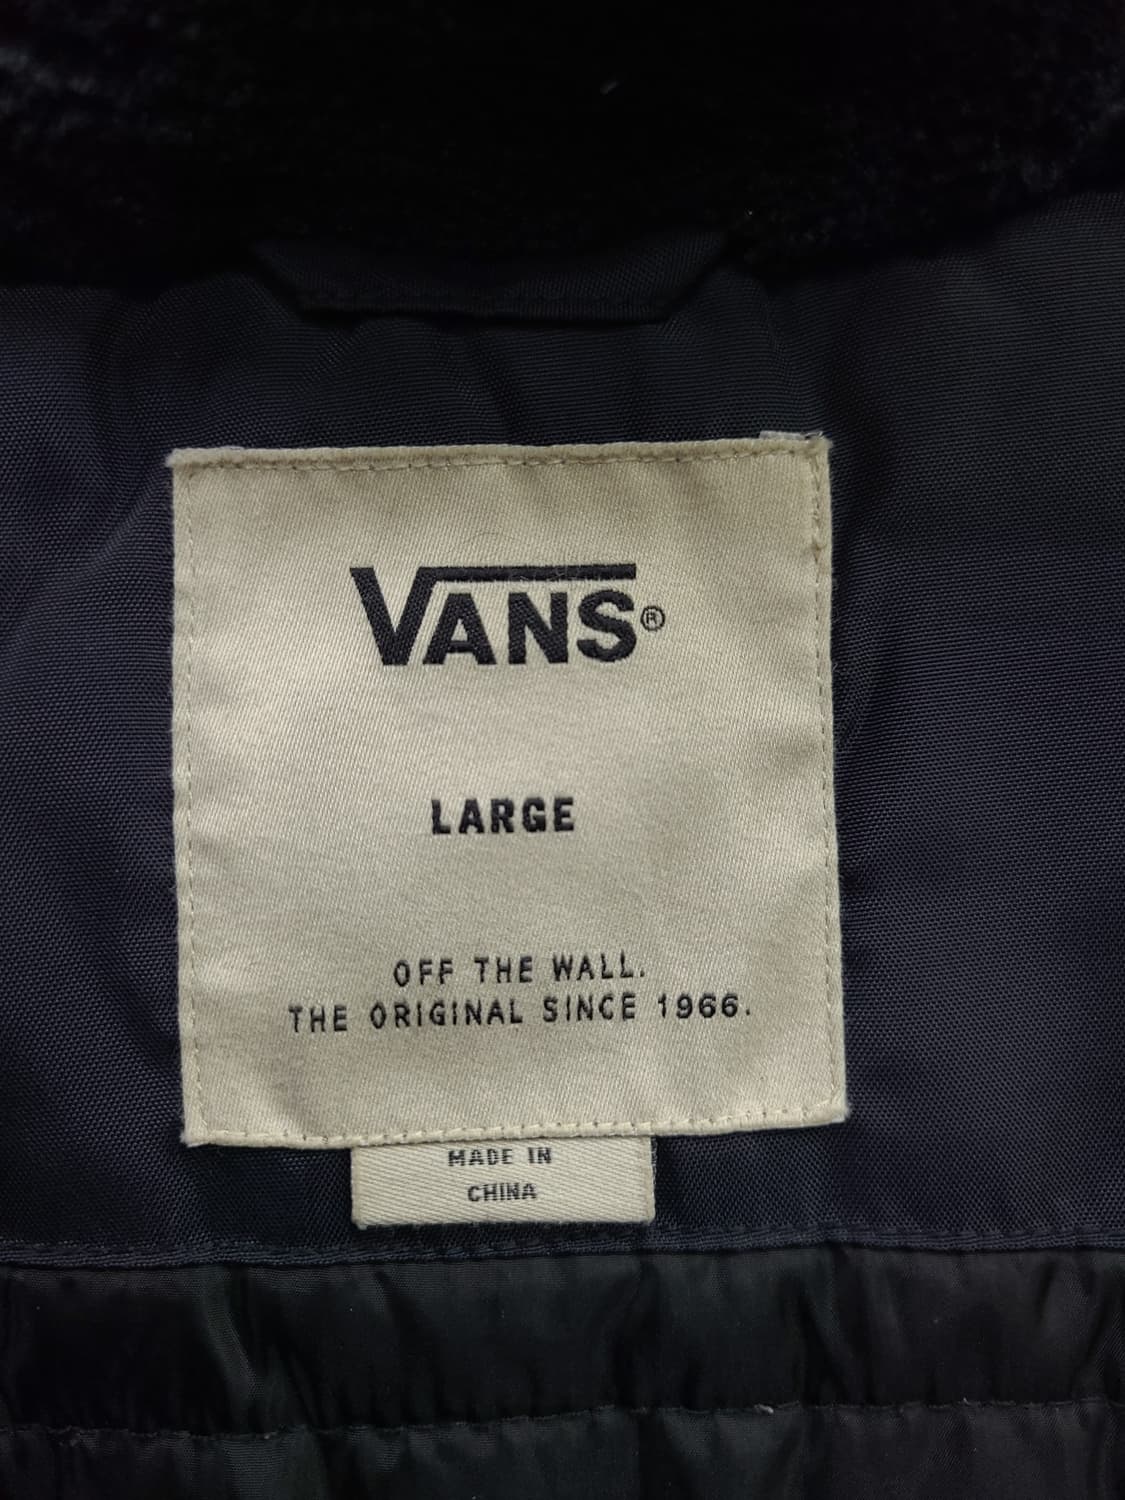 VANS®
LARGE
OFF THE WALL.
THE ORIGINAL SINCE 1966.
MADE IN
CHINA